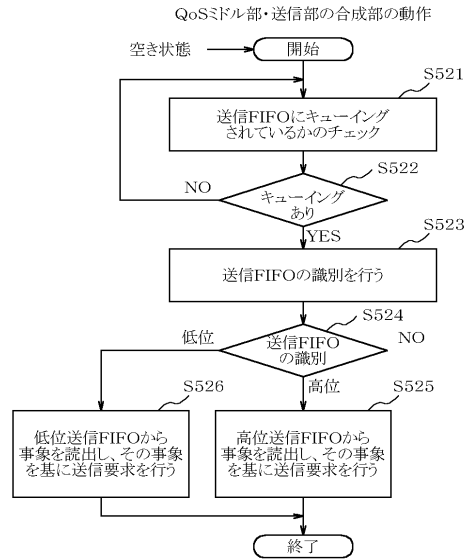 QoSミドル部・送信部の合成部の動作
空き状態
開始
S521
送信FIFOにキューイング
されているかのチェック
S522
NO
キューイング
あり
YES
S523
送信FIFOの識別を行う
S524
低位
送信FIFO
の識別
NO
高位
S526
S525
低位送信FIFOから
事象を読出し、その事象
を基に送信要求を行う
高位送信FIFOから
事象を読出し、その事象
を基に送信要求を行う
終了